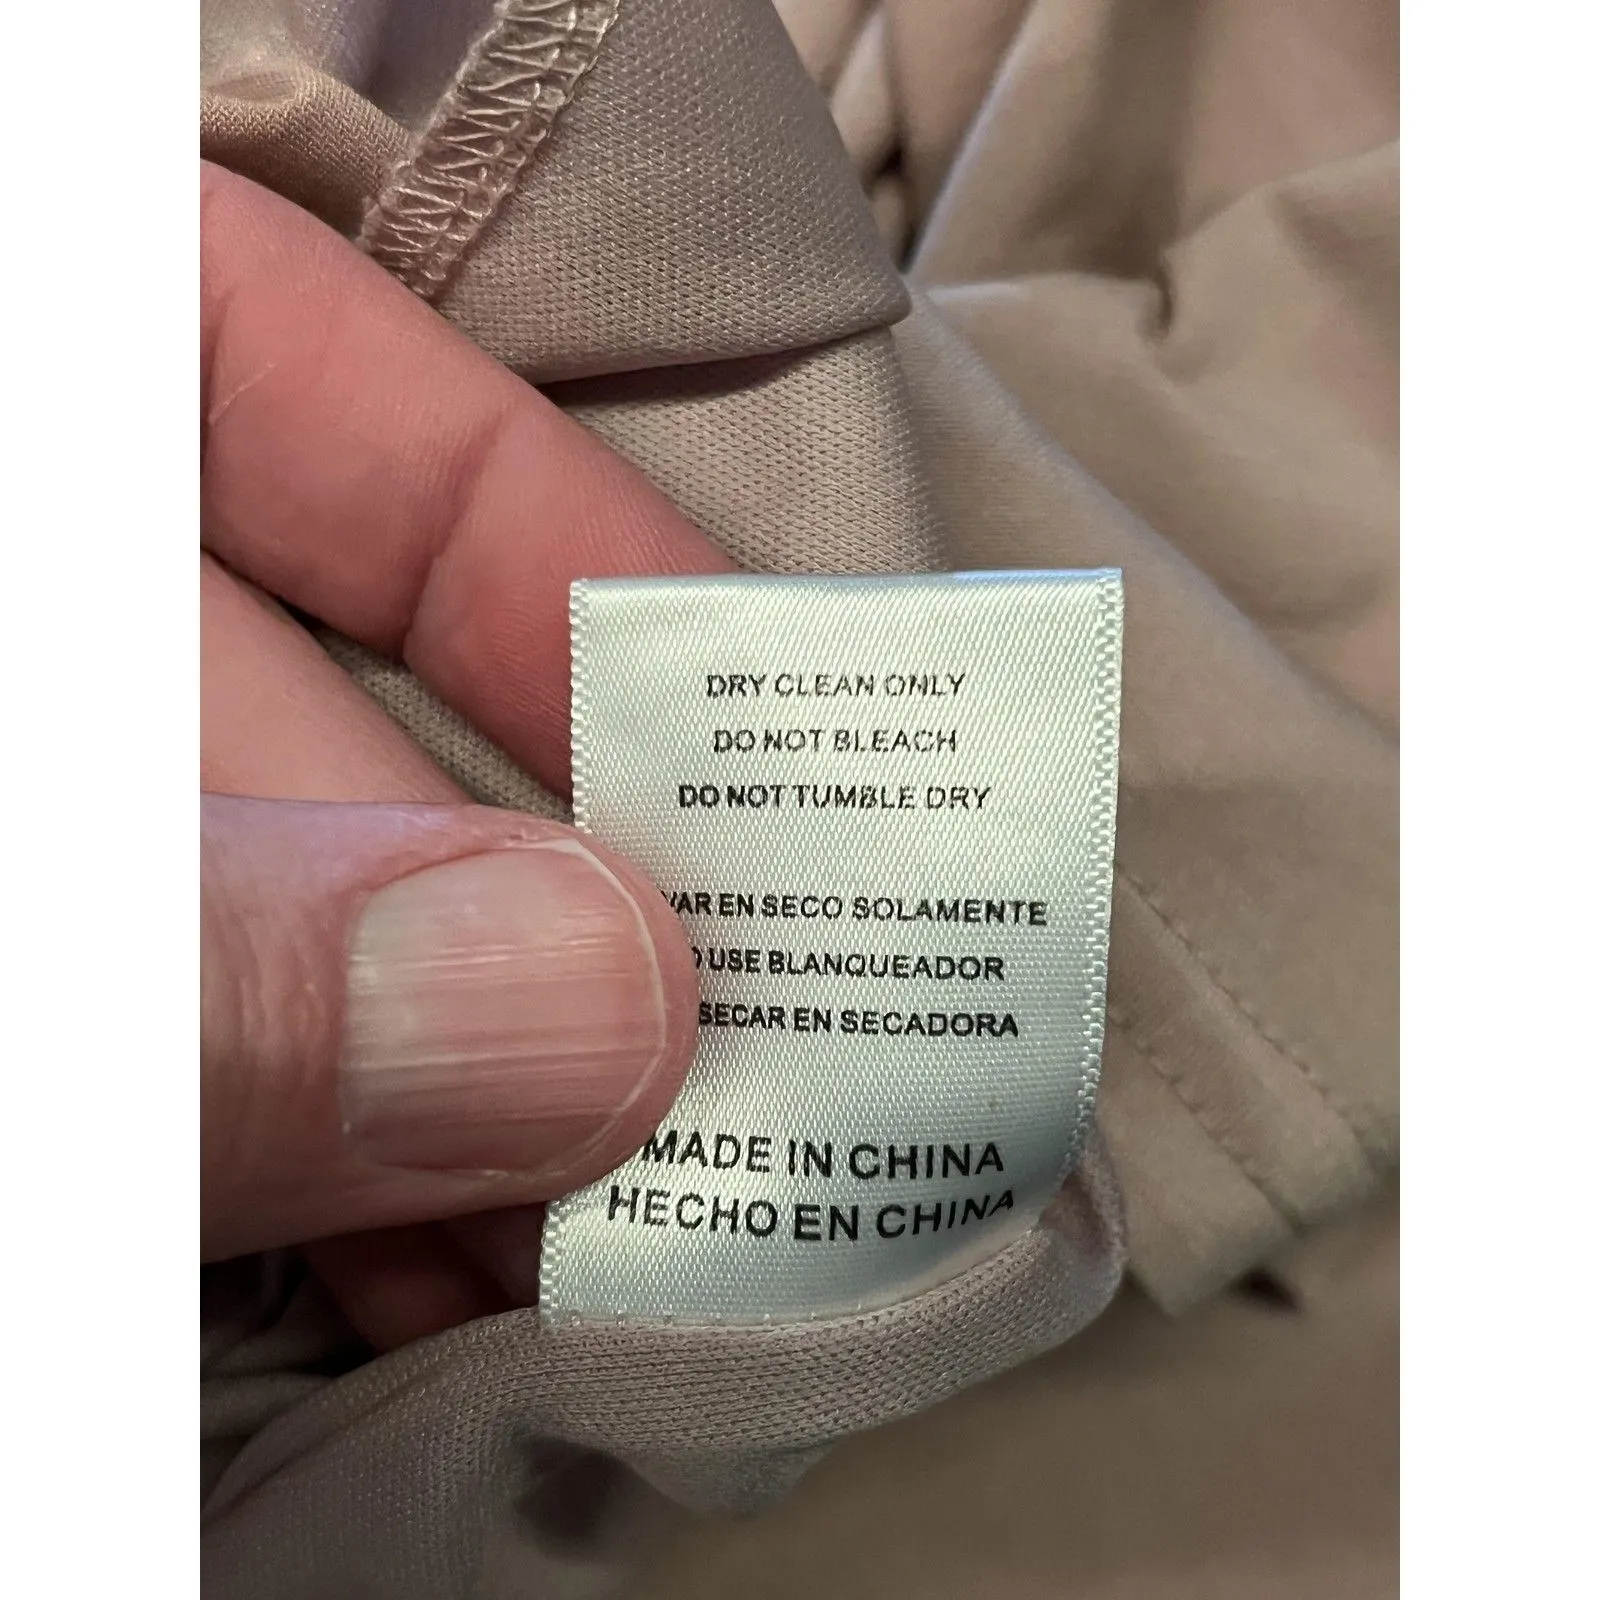 DRY CLEAN ONLY
DO NOT BLEACH
DO NOT TUMBLE DRY
EN SECO SOLAMENTE
USE BLANQUEADOR
SECAR EN SECADORA
MADE IN CHINA
HECHO EN CHINA